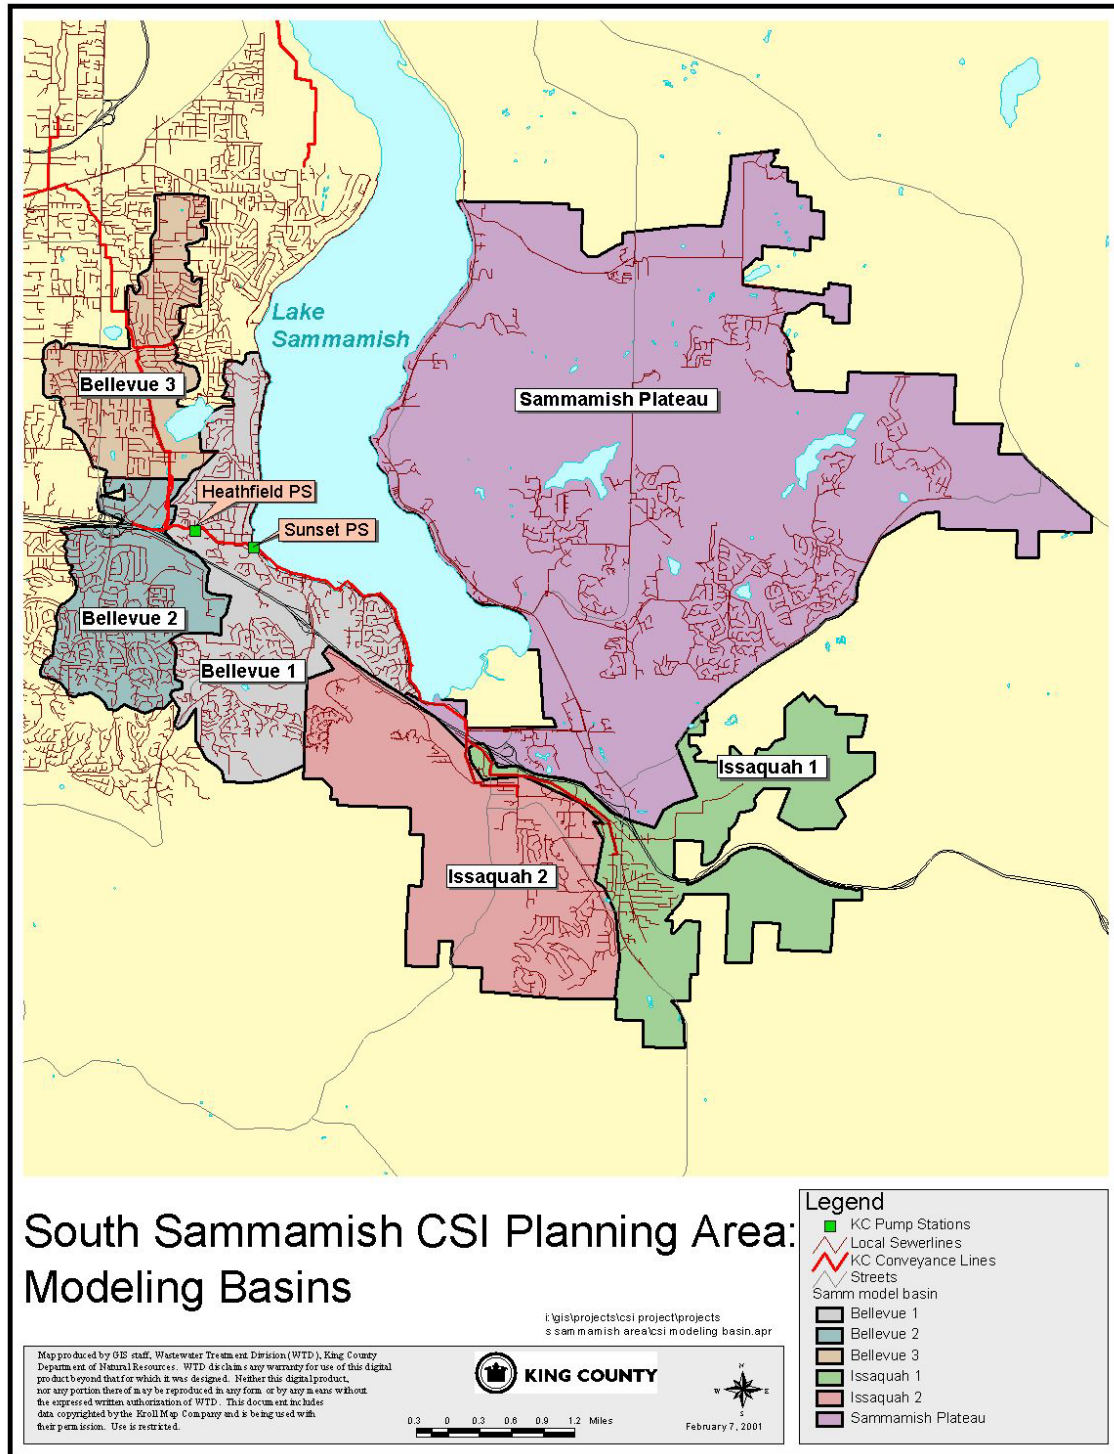 Lake
Sammamish
Bellevue 3
Sammamish Plateau
Heathfield PS
Sunset PS
Bellevue 2
Bellevue 1
Issaquah 1
Issaquah 2
South Sammamish CSI Planning Area:
Modeling Basins
i:\gis\projects\csi project\projects
s sammamish area\csi modeling basin.apr
Map produced by GIS staff, Wastewater Treatment Division (WTD), King County
Department of Natural Resources. WTD disclaims any warranty for use of this digital
product beyond that for which it was designed. Neither this digital product,
nor any portion thereof may be reproduced in any form or by any means without
the expressed written authorization of WTD. This document includes
data copyrighted by the Kroll Map Company and is being used with
their permission. Use is restricted.
KING COUNTY
0.3 0 0.3 0.6 0.9 1.2 Miles
N
W E
S
February 7, 2001
Legend
KC Pump Stations
Local Sewerlines
KC Conveyance Lines
Streets
Samm model basin
Bellevue 1
Bellevue 2
Bellevue 3
Issaquah 1
Issaquah 2
Sammamish Plateau